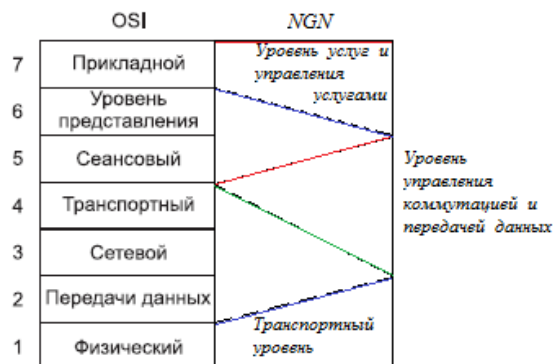 OSI
NGN
7
Прикладной
Уровень услуг и
управления
услугами
6
Уровень
представления
5
Сеансовый
Уровень
управления
коммутацией и
передачей данных
4
Транспортный
3
Сетевой
2
Передачи данных
Транспортный
уровень
1
Физический